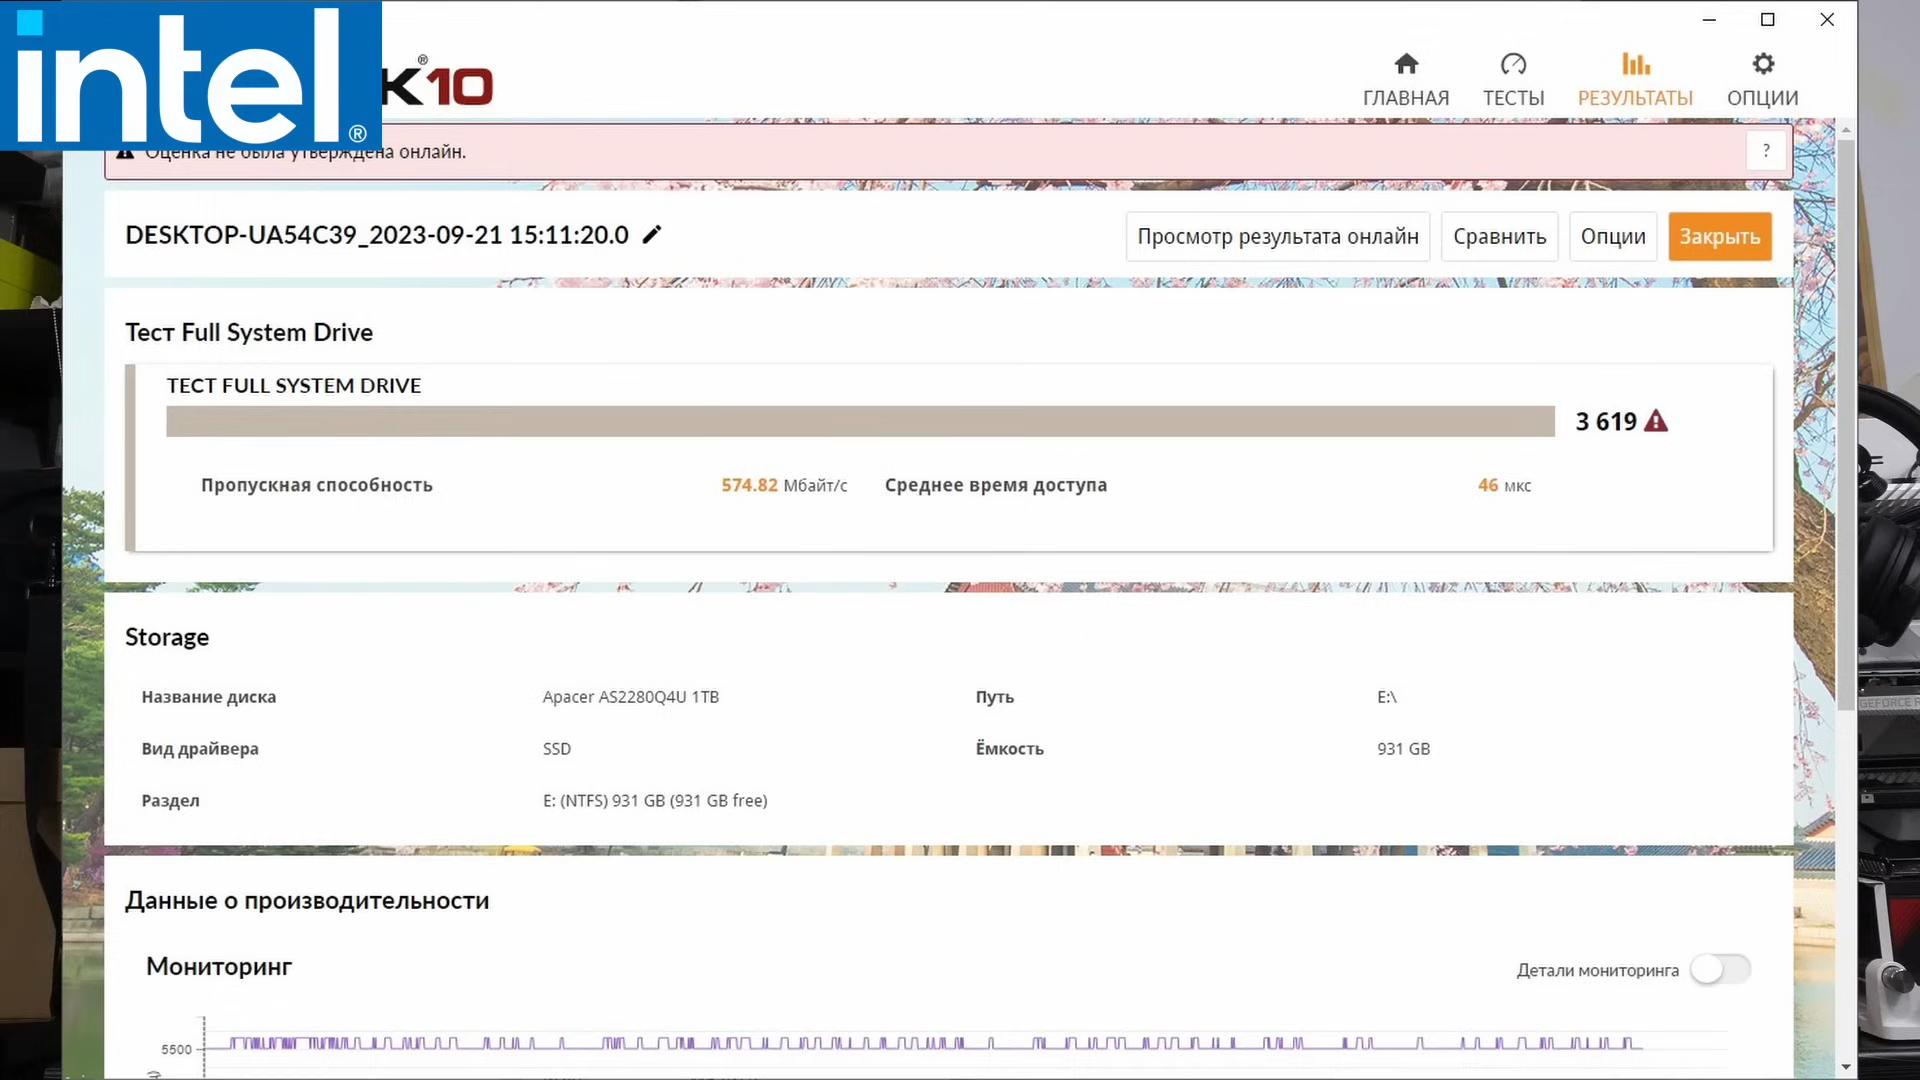 intel®
K®10
ГЛАВНАЯ
ТЕСТЫ
РЕЗУЛЬТАТЫ
ОПЦИИ
Оценка не была утверждена онлайн.
?
DESKTOP-UA54C39_2023-09-21 15:11:20.0
Просмотр результата онлайн
Сравнить
Опции
Закрыть
Тест Full System Drive
ТЕСТ FULL SYSTEM DRIVE
3 619
Пропускная способность 574.82 Мбайт/с Среднее время доступа 46 мкс
Storage
Название диска Apacer AS2280Q4U 1TB Путь E:\
Вид драйвера SSD Ёмкость 931 GB
Раздел E: (NTFS) 931 GB (931 GB free)
Данные о производительности
Мониторинг
Детали мониторинга
5500
GEFORCE R